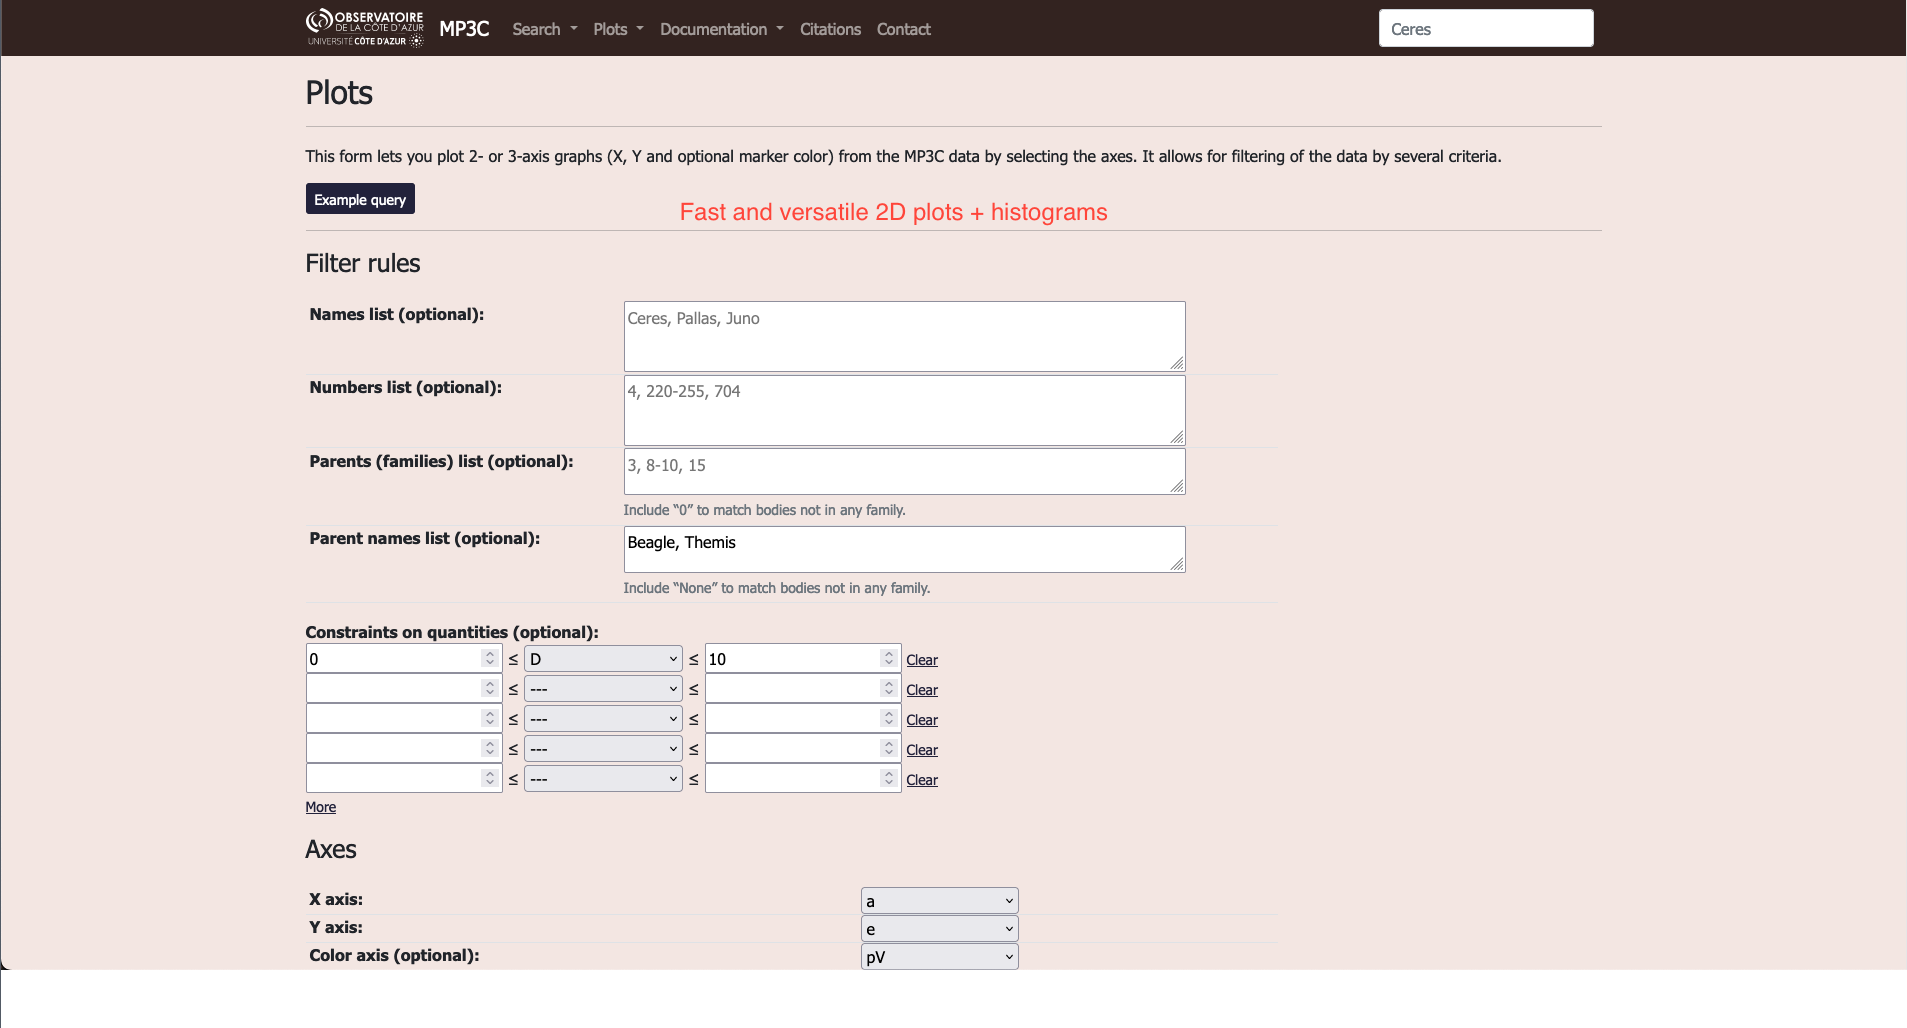 OBSERVATOIRE
DE LA CÔTE D'AZUR
UNIVERSITÉ CÔTE D'AZUR
MP3C Search Plots Documentation Citations Contact Ceres
Plots
This form lets you plot 2- or 3-axis graphs (X, Y and optional marker color) from the MP3C data by selecting the axes. It allows for filtering of the data by several criteria.
Example query
Fast and versatile 2D plots + histograms
Filter rules
Names list (optional): Ceres, Pallas, Juno
Numbers list (optional): 4, 220-255, 704
Parents (families) list (optional): 3, 8-10, 15
Include “0” to match bodies not in any family.
Parent names list (optional): Beagle, Themis
Include “None” to match bodies not in any family.
Constraints on quantities (optional):
0 ≤ D ≤ 10 Clear
≤ --- ≤ Clear
≤ --- ≤ Clear
≤ --- ≤ Clear
≤ --- ≤ Clear
More
Axes
X axis: a
Y axis: e
Color axis (optional): pV